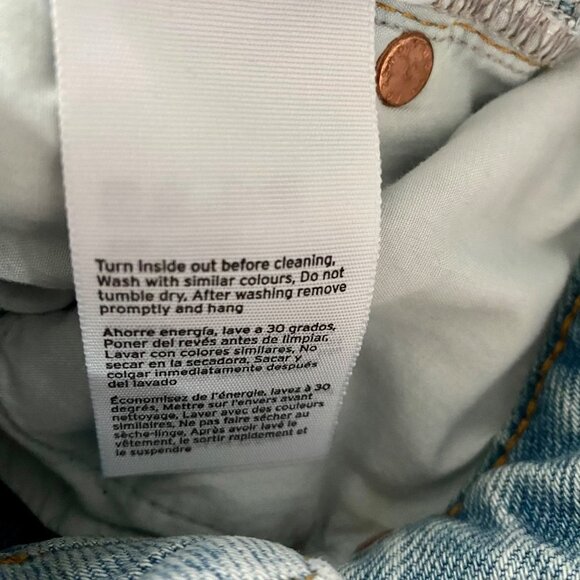 Turn inside out before cleaning,
Wash with similar colours, Do not
tumble dry, After washing remove
promptly and hang
Ahorre energía, lave a 30 grados,
Poner del revés antes de limpiar,
Lavar con colores similares, No
secar en la secadora, Sacar y
colgar inmediatamente después
del lavado
Économisez de l'énergie, lavez à 30
degrés, Mettre sur l'envers avant
nettoyage, Laver avec des couleurs
similaires, Ne pas faire sécher au
sèche-linge, Après avoir lavé le
vêtement, le sortir rapidement et
le suspendre